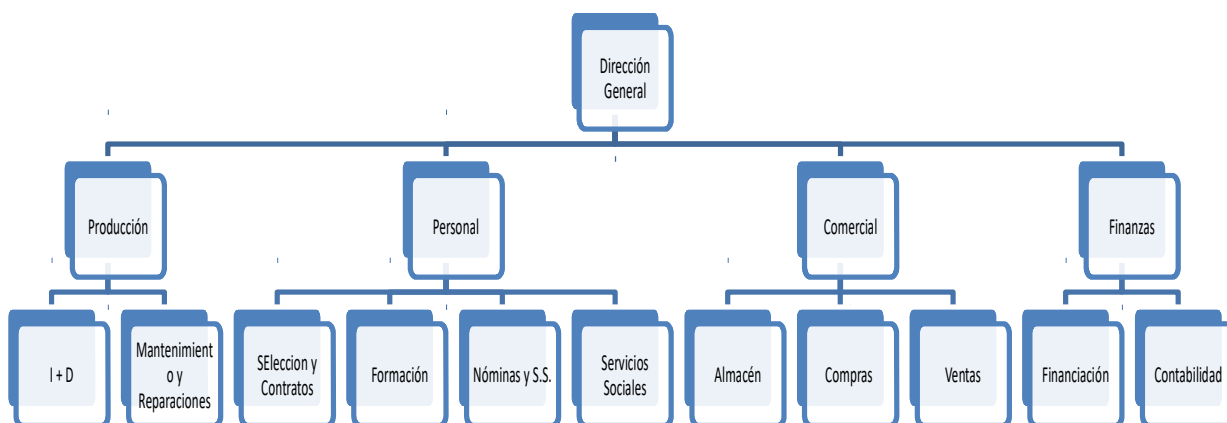 Dirección
General
Producción
Personal
Comercial
Finanzas
I + D
Mantenimient
o y
Reparaciones
SEleccion y
Contratos
Formación
Nóminas y S.S.
Servicios
Sociales
Almacén
Compras
Ventas
Financiación
Contabilidad